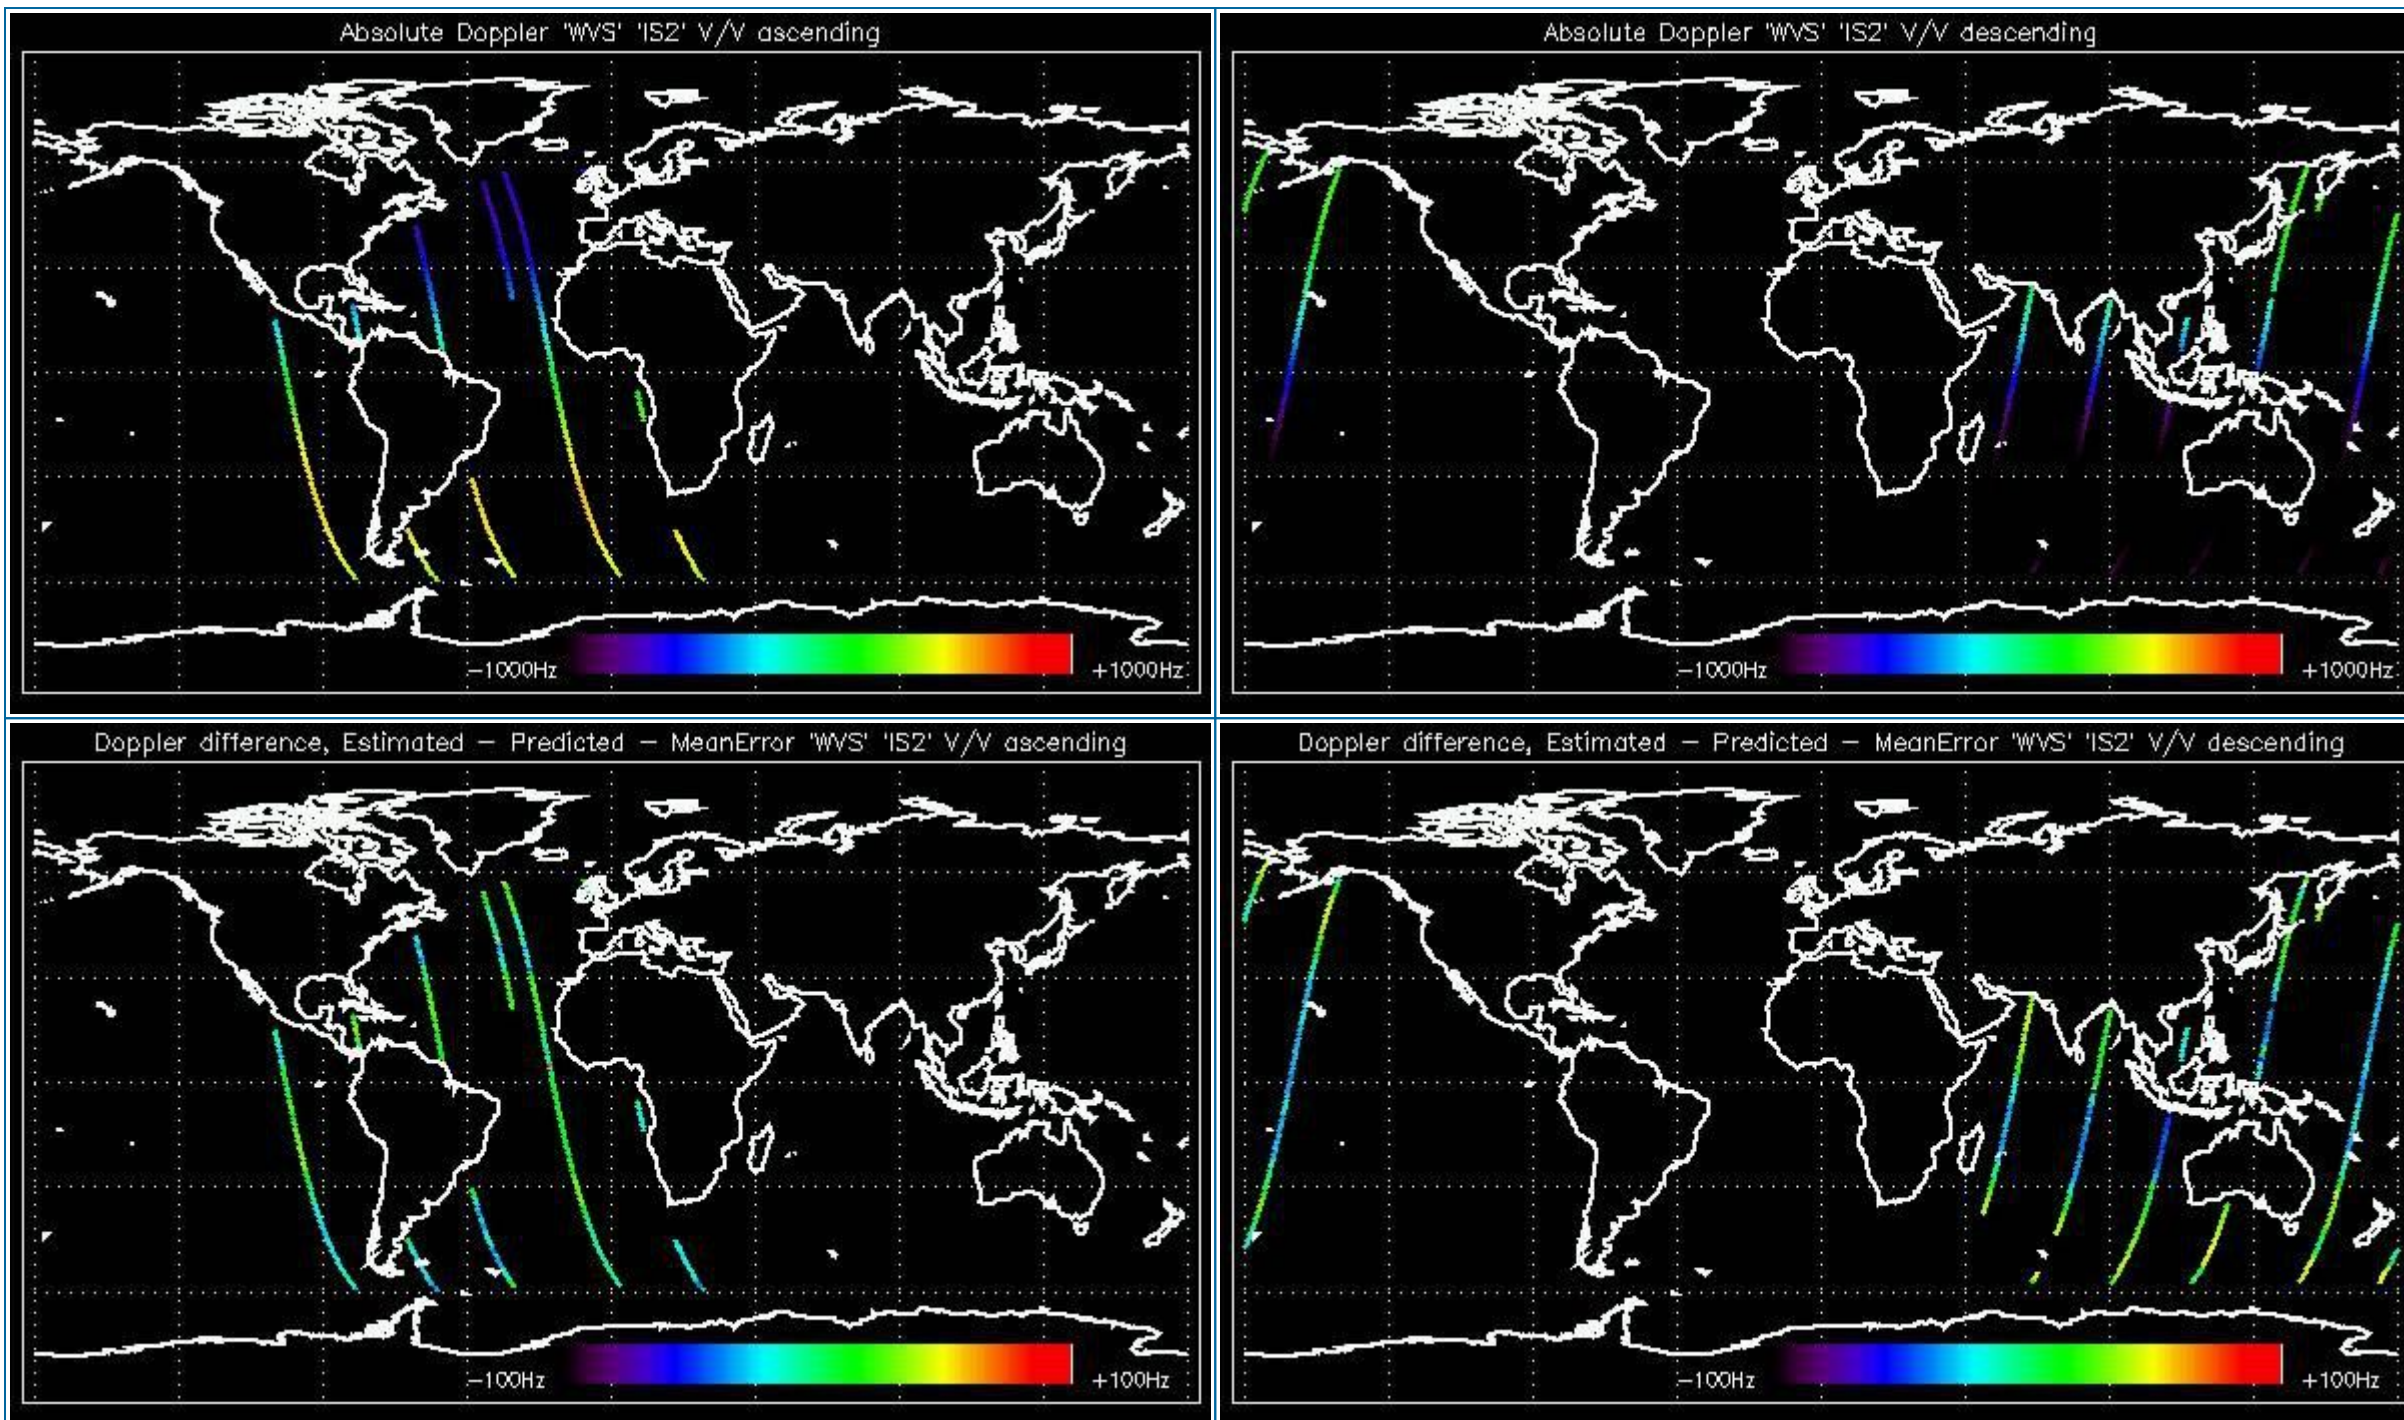 Absolute Doppler 'WVS' 'IS2' V/V ascending
-1000Hz
+1000Hz
Absolute Doppler 'WVS' 'IS2' V/V descending
-1000Hz
+1000Hz
Doppler difference, Estimated - Predicted - MeanError 'WVS' 'IS2' V/V ascending
-100Hz
+100Hz
Doppler difference, Estimated - Predicted - MeanError 'WVS' 'IS2' V/V descending
-100Hz
+100Hz